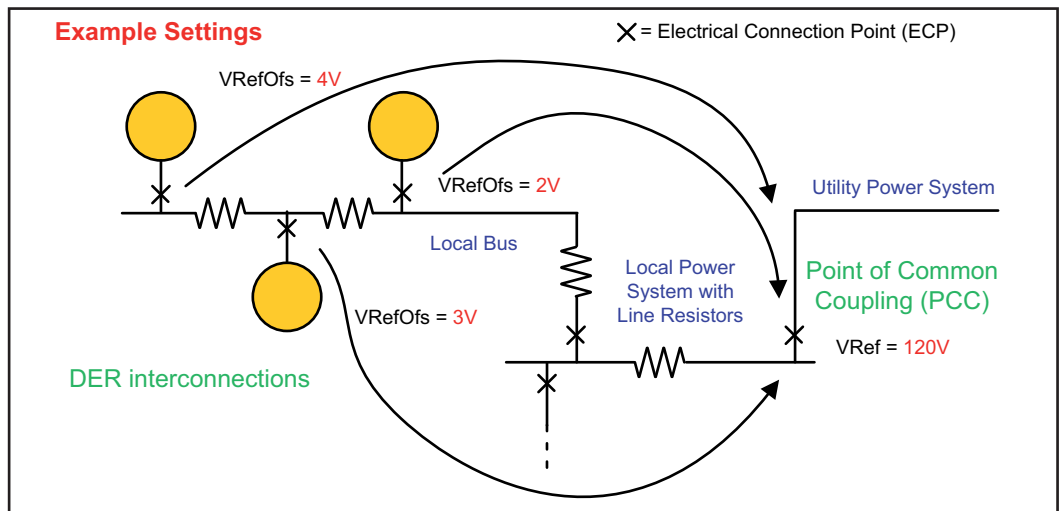 Example Settings
= Electrical Connection Point (ECP)
VRefOfs = 4V
VRefOfs = 2V
Utility Power System
Local Bus
Local Power
System with
Line Resistors
Point of Common
Coupling (PCC)
VRefOfs = 3V
VRef = 120V
DER interconnections